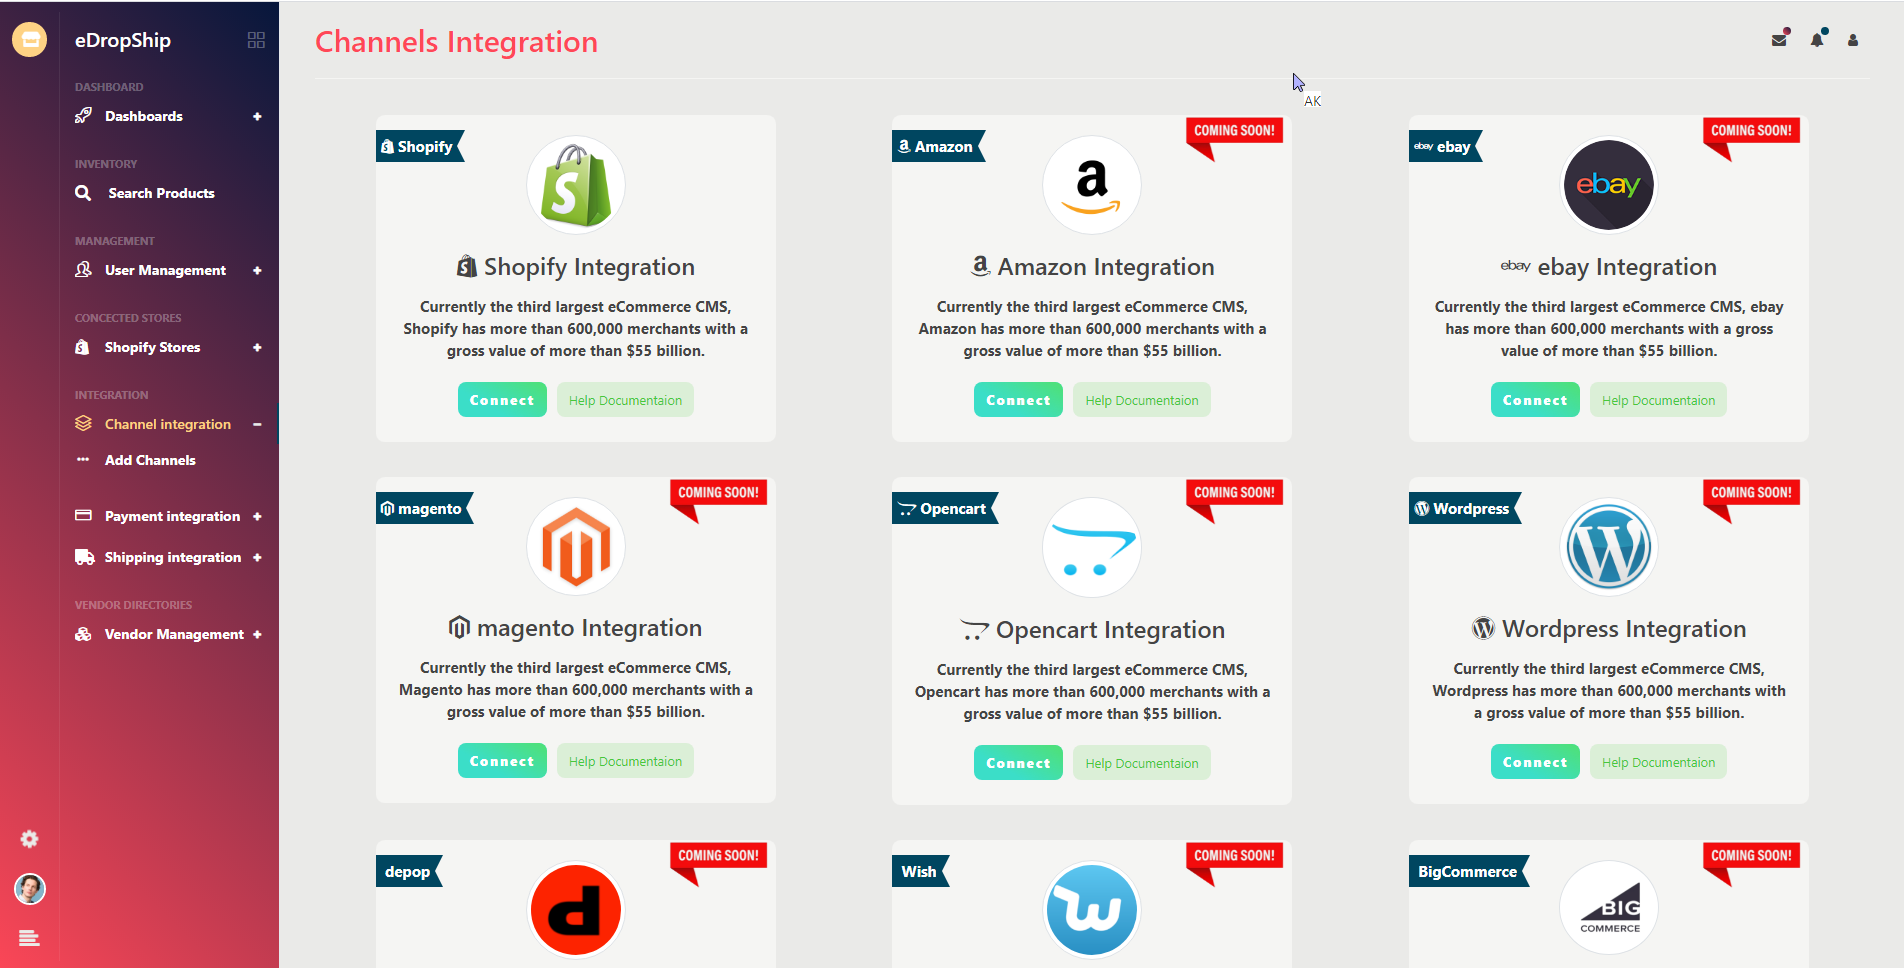 eDropShip
DASHBOARD
Dashboards
INVENTORY
Search Products
MANAGEMENT
User Management
CONCECTED STORES
Shopify Stores
INTEGRATION
Channel integration
Add Channels
Payment integration
Shipping integration
VENDOR DIRECTORIES
Vendor Management
Channels Integration
AK
Shopify
Shopify Integration
Currently the third largest eCommerce CMS,
Shopify has more than 600,000 merchants with a
gross value of more than $55 billion.
Connect
Help Documentaion
Amazon
COMING SOON!
a
Amazon Integration
Currently the third largest eCommerce CMS,
Amazon has more than 600,000 merchants with a
gross value of more than $55 billion.
Connect
Help Documentaion
ebay ebay
COMING SOON!
ebay
ebay ebay Integration
Currently the third largest eCommerce CMS, ebay
has more than 600,000 merchants with a gross
value of more than $55 billion.
Connect
Help Documentaion
magento
COMING SOON!
magento Integration
Currently the third largest eCommerce CMS,
Magento has more than 600,000 merchants with a
gross value of more than $55 billion.
Connect
Help Documentaion
Opencart
COMING SOON!
Opencart Integration
Currently the third largest eCommerce CMS,
Opencart has more than 600,000 merchants with a
gross value of more than $55 billion.
Connect
Help Documentaion
Wordpress
COMING SOON!
Wordpress Integration
Currently the third largest eCommerce CMS,
Wordpress has more than 600,000 merchants with
a gross value of more than $55 billion.
Connect
Help Documentaion
depop
COMING SOON!
d
Wish
COMING SOON!
w
BigCommerce
COMING SOON!
BIG
COMMERCE